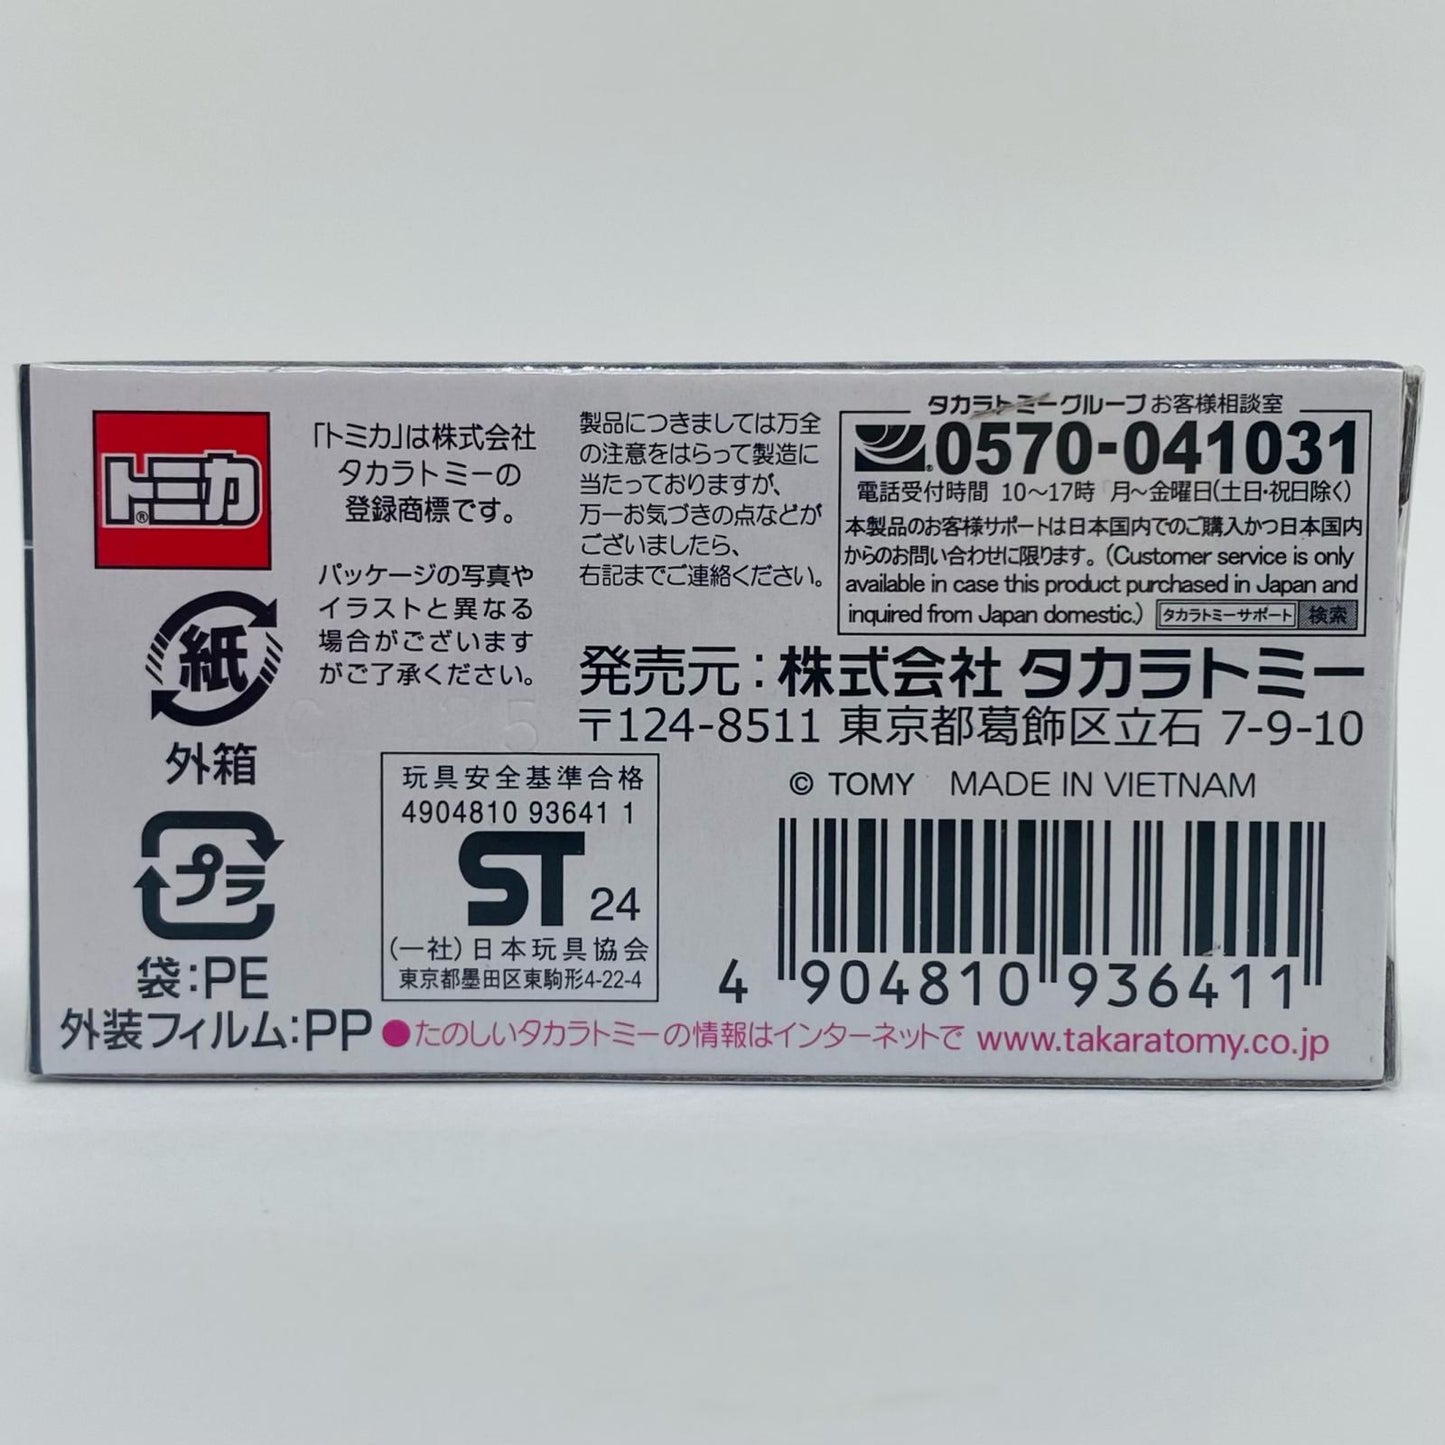 トミカ®
「トミカ」は株式会社
タカラトミーの
登録商標です。
パッケージの写真や
イラストと異なる
場合がございます
がご了承ください。
紙
外箱
プラ
袋:PE
外装フィルム:PP
製品につきましては万全
の注意をはらって製造に
当たっておりますが、
万一お気づきの点などが
ございましたら、
右記までご連絡ください。
タカラトミーグループ お客様相談室
0570-041031
電話受付時間 10〜17時 月〜金曜日(土日・祝日除く)
本製品のお客様サポートは日本国内でのご購入かつ日本国内
からのお問い合わせに限ります。(Customer service is only
available in case this product purchased in Japan and
inquired from Japan domestic.) タカラトミーサポート 検索
発売元:株式会社 タカラトミー
〒124-8511 東京都葛飾区立石 7-9-10
© TOMY MADE IN VIETNAM
玩具安全基準合格
4904810 93641 1
ST 24
(一社)日本玩具協会
東京都墨田区東駒形4-22-4
4 904810 936411
●たのしいタカラトミーの情報はインターネットで www.takaratomy.co.jp